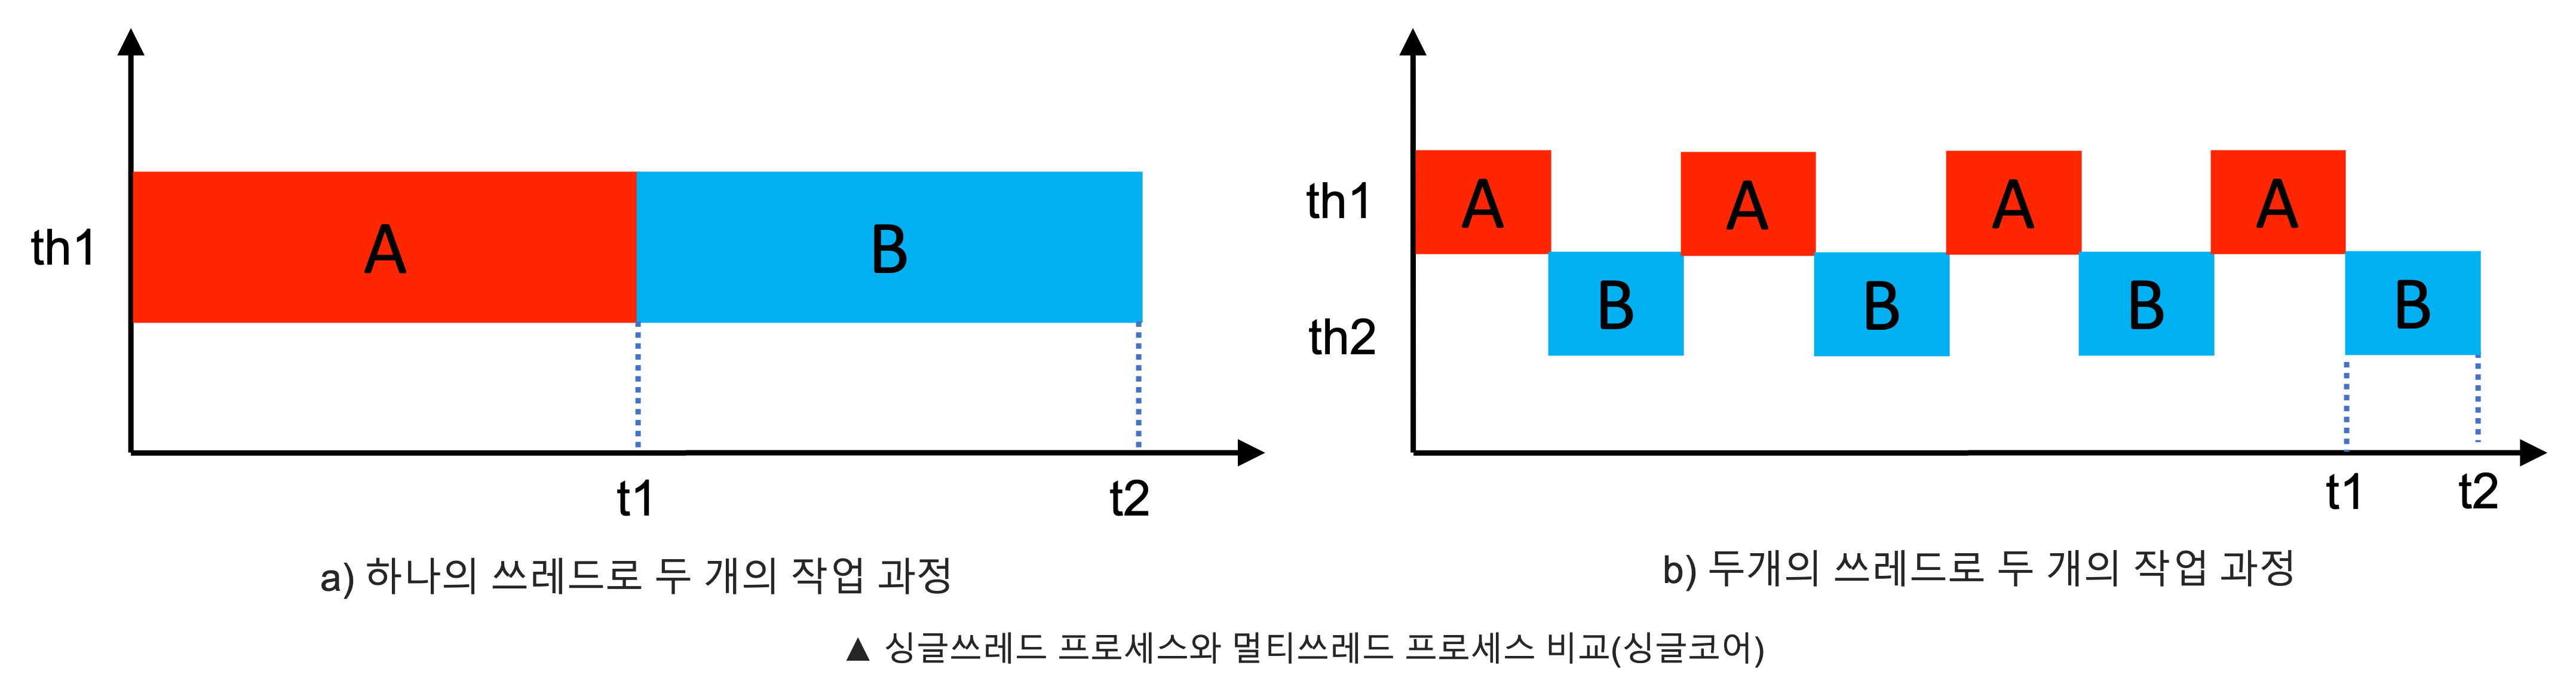 th1
A
B
t1
t2
a) 하나의 쓰레드로 두 개의 작업 과정
th1
A
A
A
A
th2
B
B
B
B
t1
t2
b) 두개의 쓰레드로 두 개의 작업 과정
▲ 싱글쓰레드 프로세스와 멀티쓰레드 프로세스 비교(싱글코어)